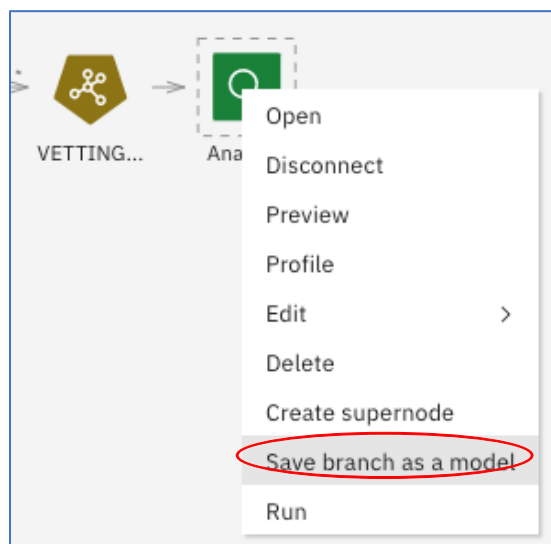 VETTING...
Ana
Open
Disconnect
Preview
Profile
Edit
Delete
Create supernode
Save branch as a model
Run